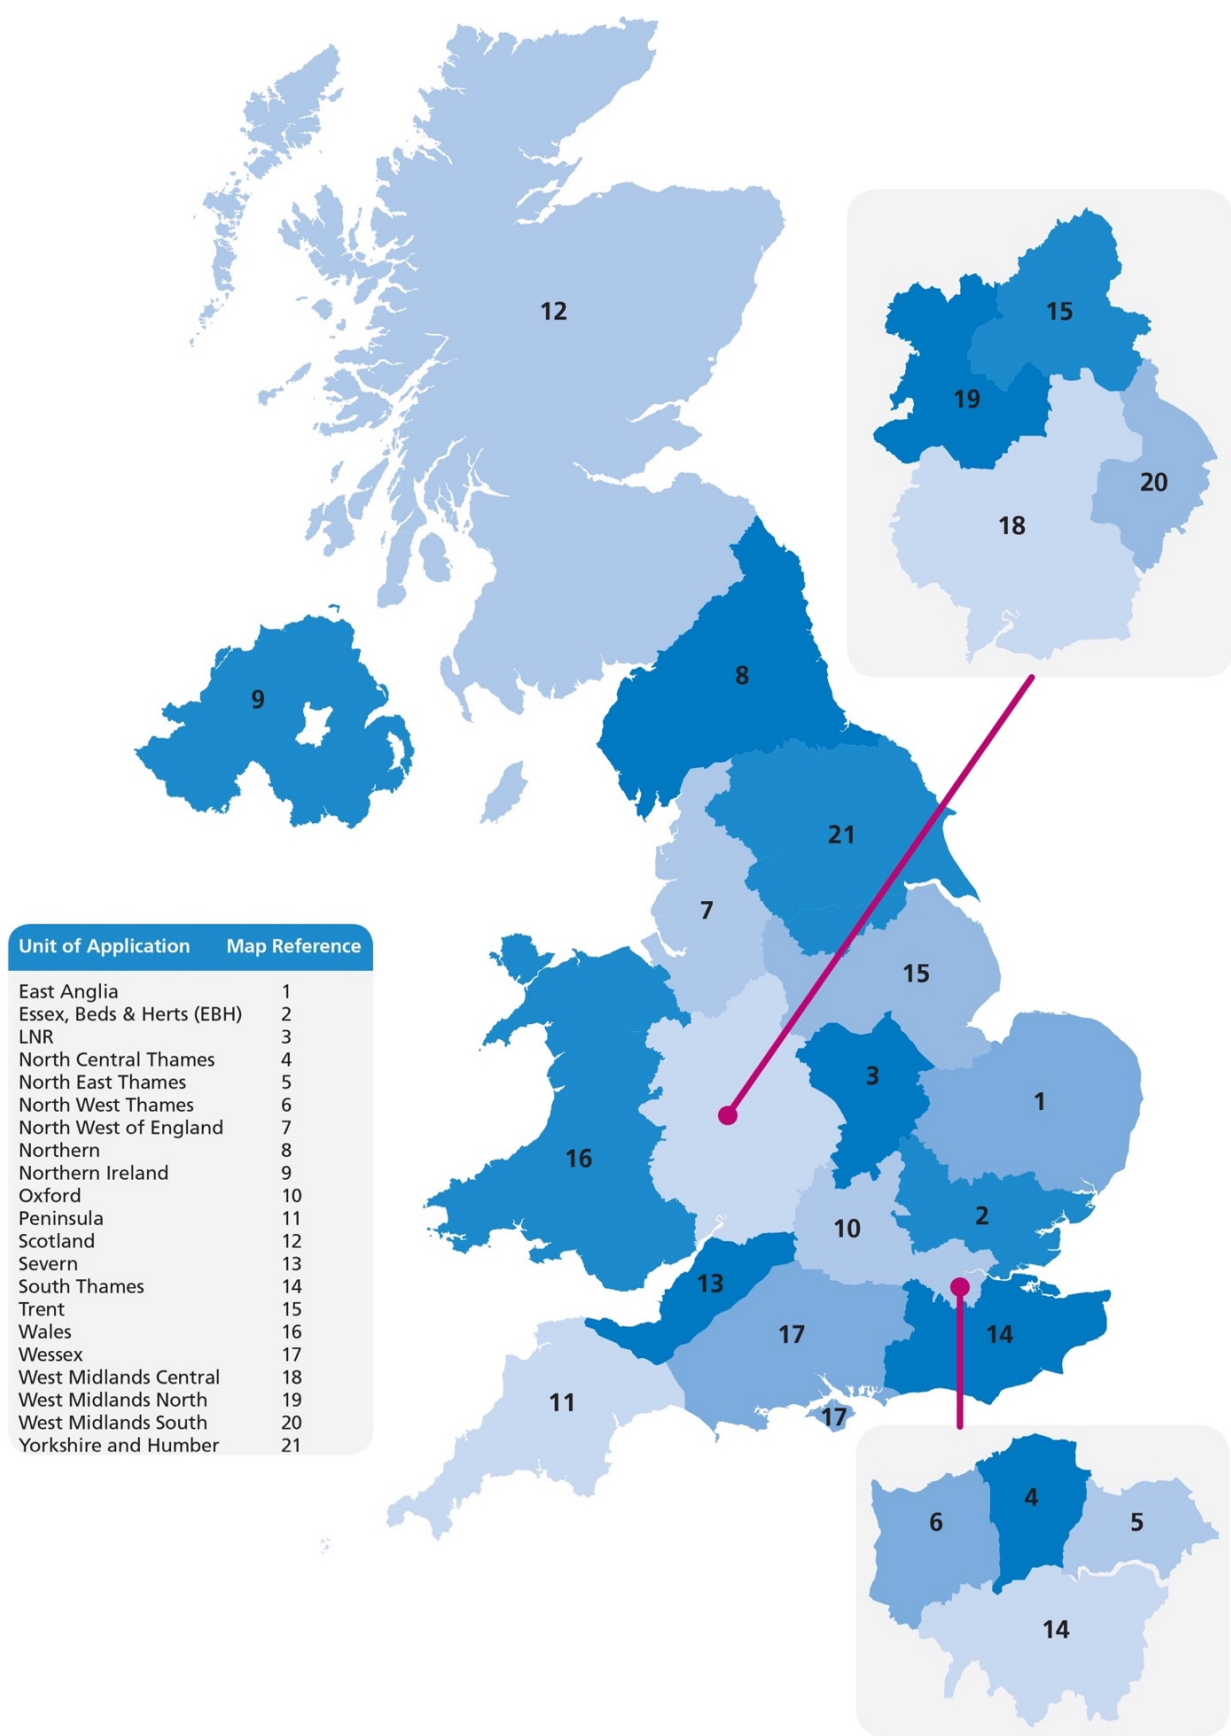 12
15
19
20
18
8
9
21
7
15
Unit of Application Map Reference
East Anglia 1
Essex, Beds & Herts (EBH) 2
LNR 3
North Central Thames 4
North East Thames 5
North West Thames 6
North West of England 7
Northern 8
Northern Ireland 9
Oxford 10
Peninsula 11
Scotland 12
Severn 13
South Thames 14
Trent 15
Wales 16
Wessex 17
West Midlands Central 18
West Midlands North 19
West Midlands South 20
Yorkshire and Humber 21
3
1
16
2
10
13
17
14
11
17
4
6
5
14